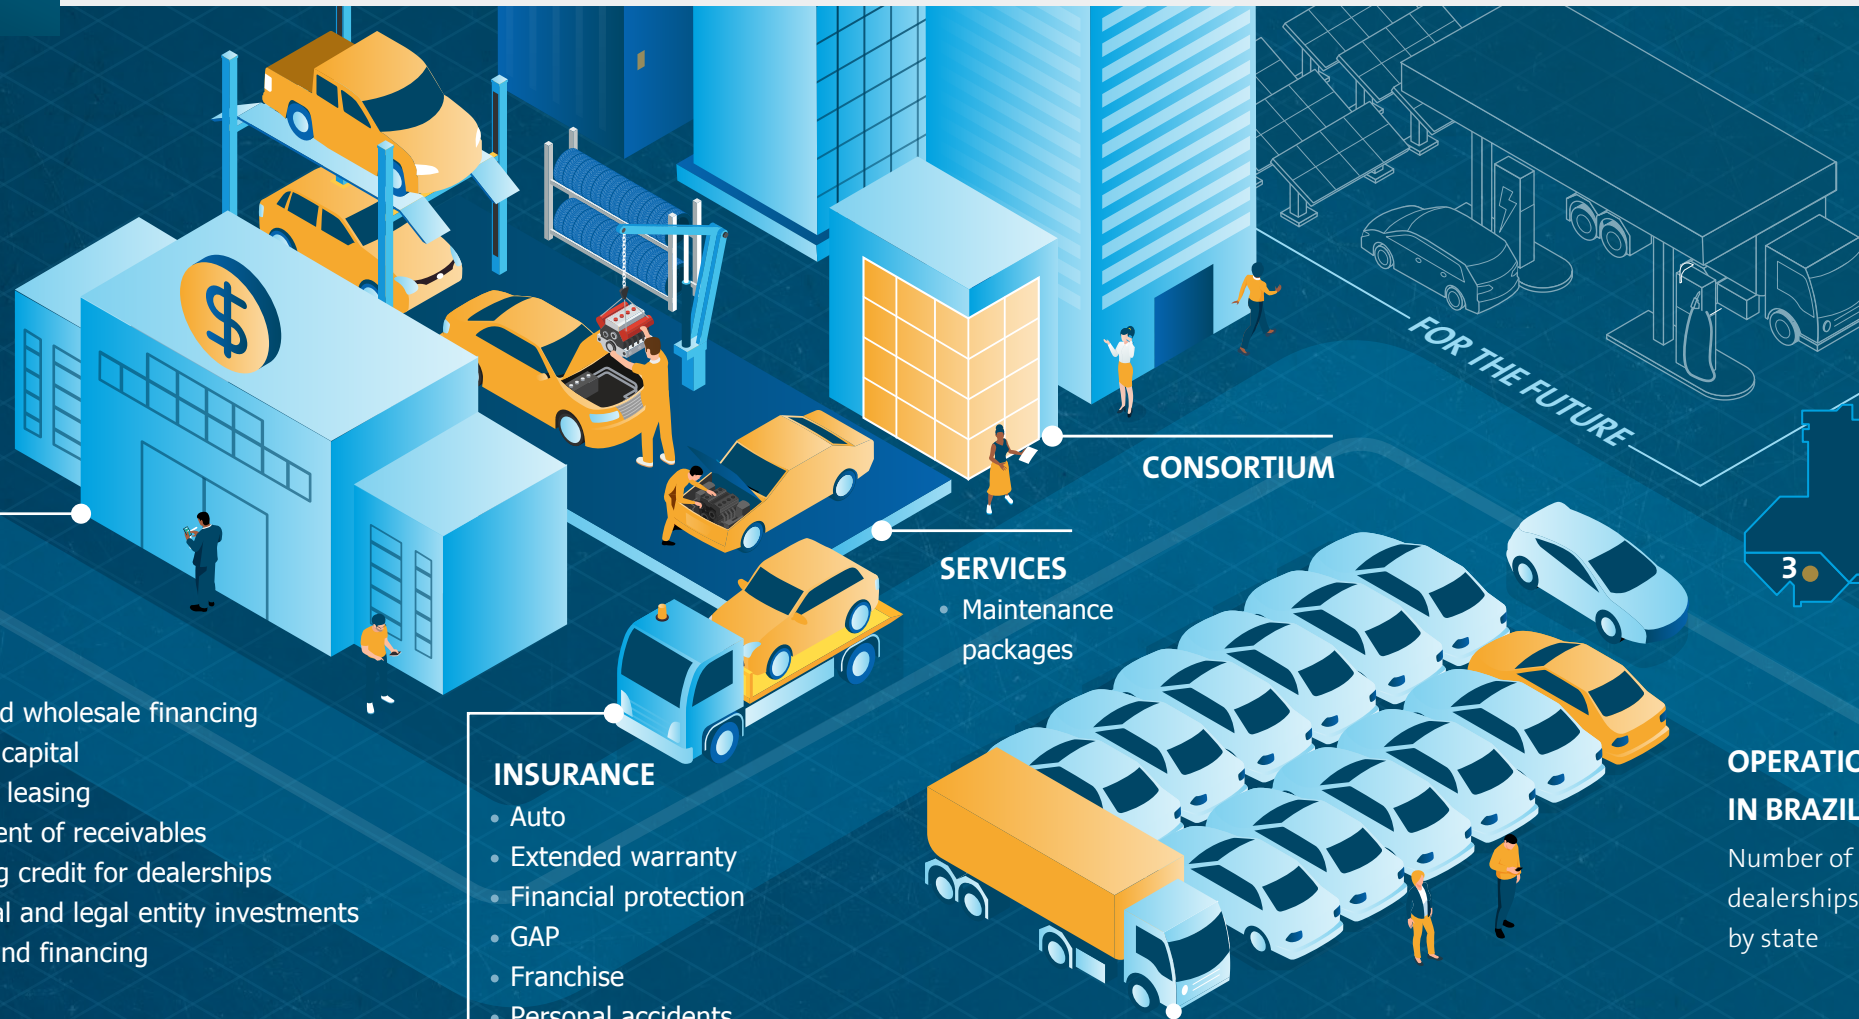 FOR THE FUTURE
CONSORTIUM
SERVICES
• Maintenance
packages
3
d wholesale financing
capital
leasing
ent of receivables
g credit for dealerships
al and legal entity investments
nd financing
INSURANCE
• Auto
• Extended warranty
• Financial protection
• GAP
• Franchise
• Personal accidents
OPERATIO
IN BRAZIL
Number of
dealerships
by state
$